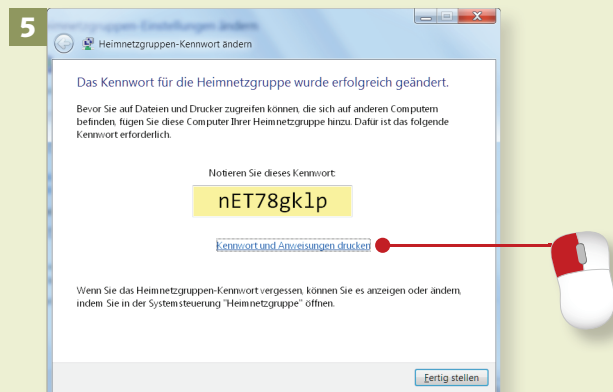 5
Heimnetzgruppen-Einstellungen ändern
Heimnetzgruppen-Kennwort ändern
Das Kennwort für die Heimnetzgruppe wurde erfolgreich geändert.
Bevor Sie auf Dateien und Drucker zugreifen können, die sich auf anderen Computern
befinden, fügen Sie diese Computer Ihrer Heimnetzgruppe hinzu. Dafür ist das folgende
Kennwort erforderlich.
Notieren Sie dieses Kennwort:
nET78gklp
Kennwort und Anweisungen drucken
Wenn Sie das Heimnetzgruppen-Kennwort vergessen, können Sie es anzeigen oder ändern,
indem Sie in der Systemsteuerung "Heimnetzgruppe" öffnen.
Fertig stellen